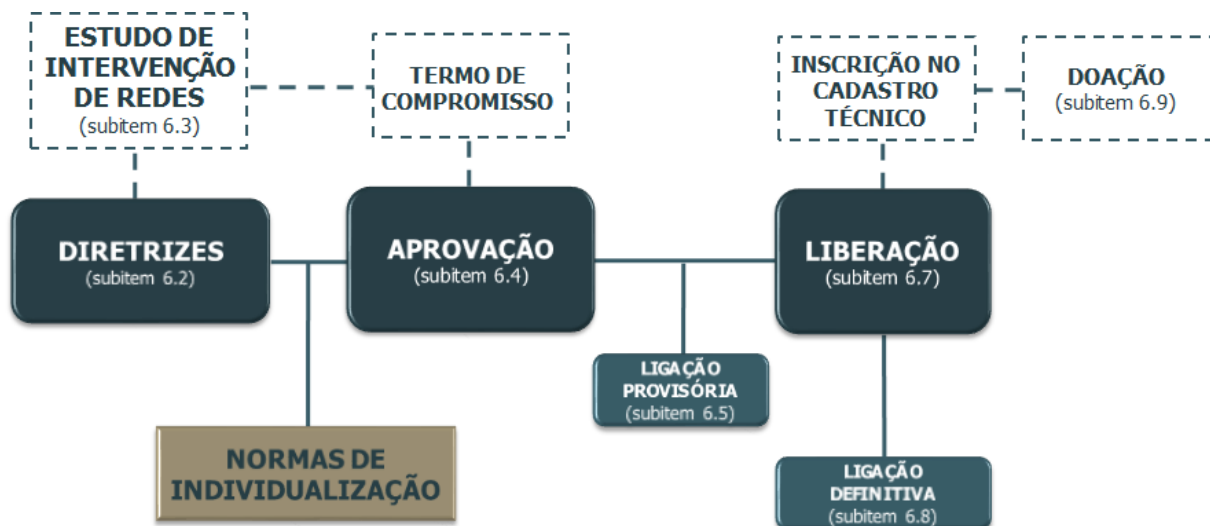 ESTUDO DE
INTERVENÇÃO
DE REDES
(subitem 6.3)
TERMO DE
COMPROMISSO
INSCRIÇÃO NO
CADASTRO
TÉCNICO
DOAÇÃO
(subitem 6.9)
DIRETRIZES
(subitem 6.2)
APROVAÇÃO
(subitem 6.4)
LIBERAÇÃO
(subitem 6.7)
LIGAÇÃO
PROVISÓRIA
(subitem 6.5)
NORMAS DE
INDIVIDUALIZAÇÃO
LIGAÇÃO
DEFINITIVA
(subitem 6.8)